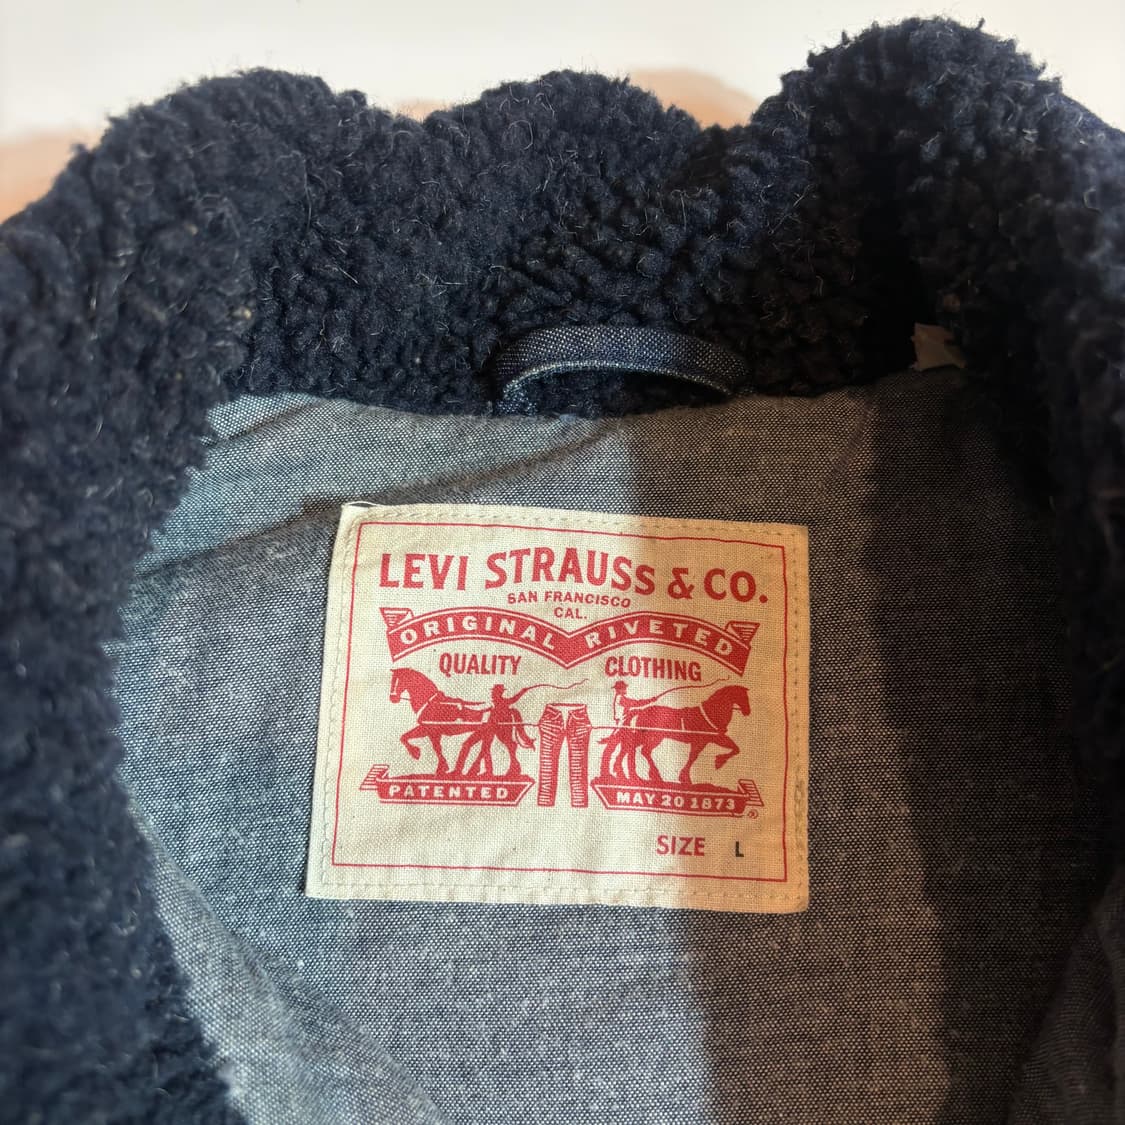 LEVI STRAUSS & CO.
SAN FRANCISCO
CAL.
ORIGINAL RIVETED
QUALITY CLOTHING
PATENTED MAY 20 1873 ®
SIZE L